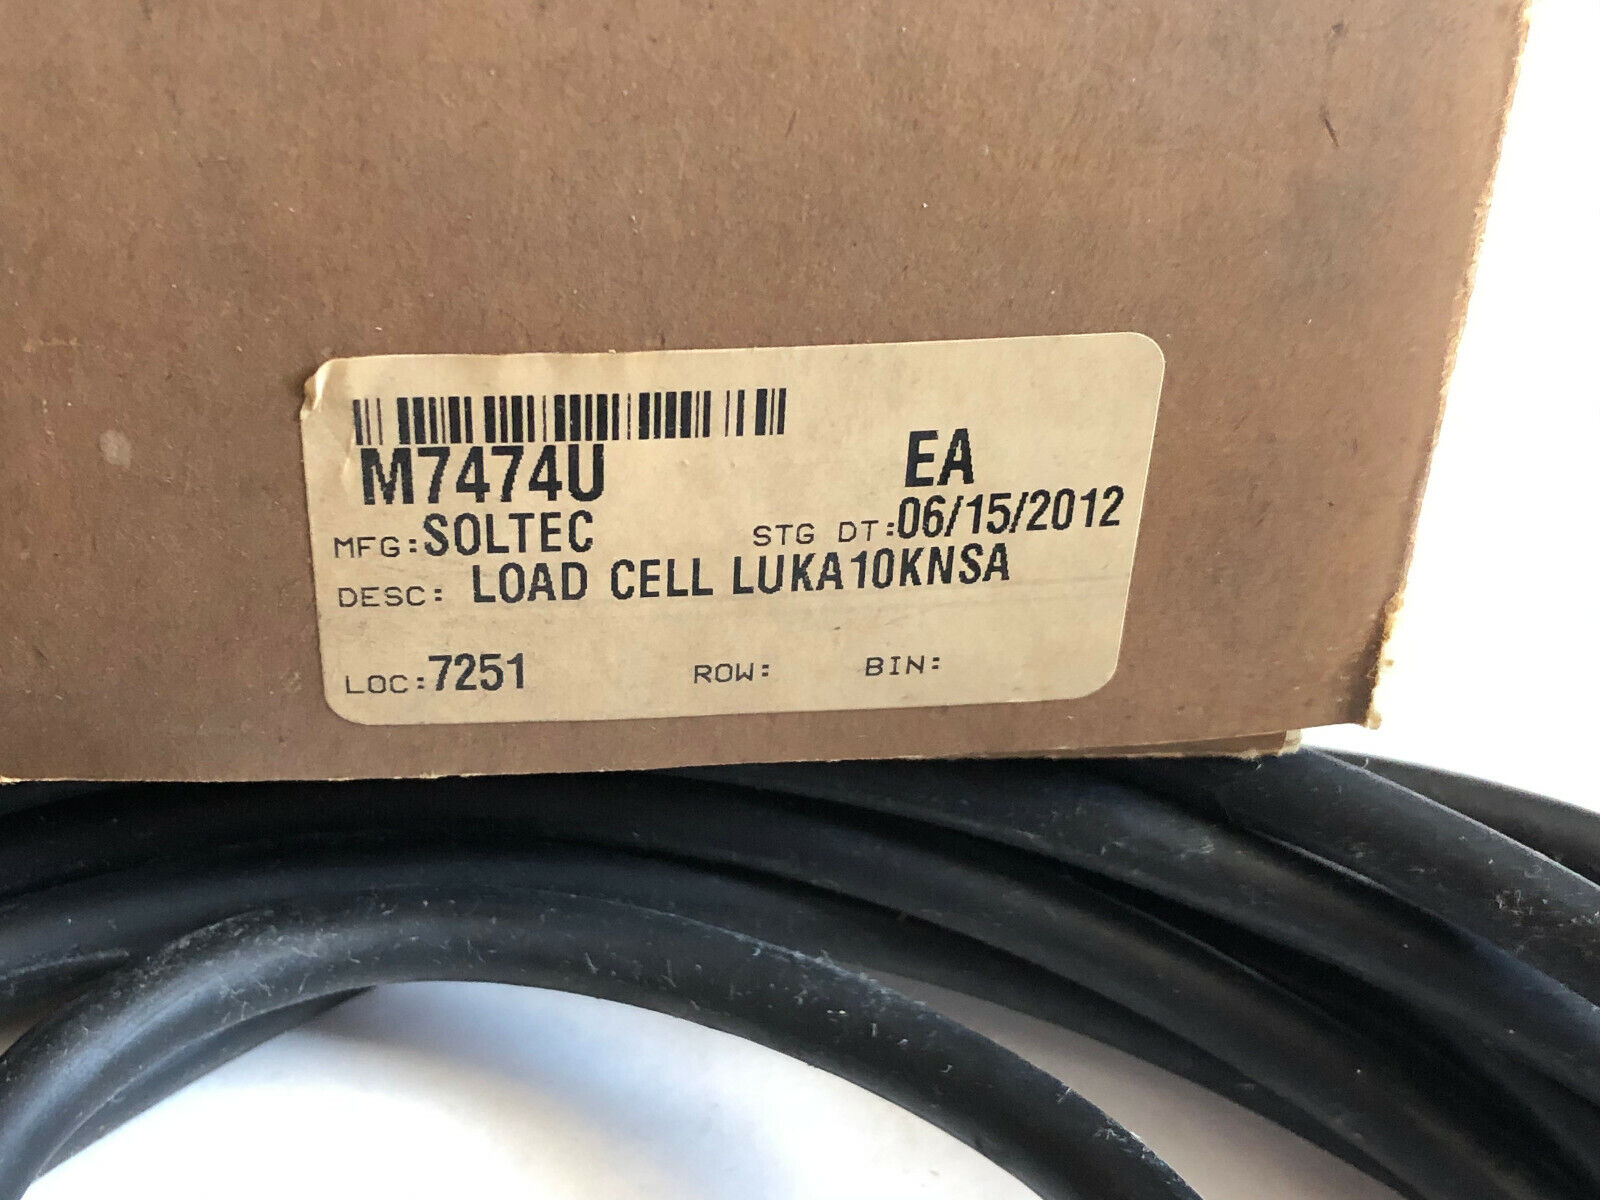 M7474U EA
MFG: SOLTEC STG DT: 06/15/2012
DESC: LOAD CELL LUKA10KNSA
LOC: 7251 ROW: BIN: